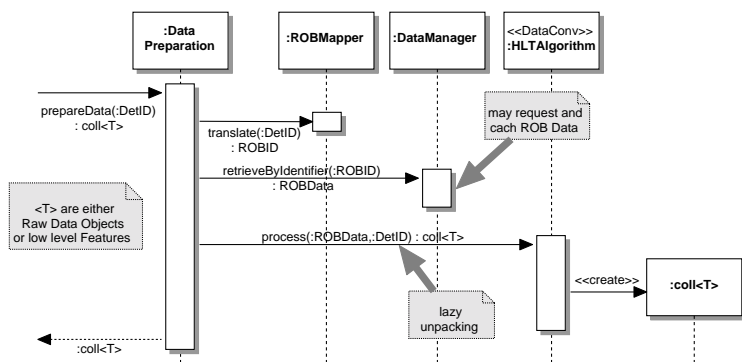 :Data
Preparation
:ROBMapper
:DataManager
<<DataConv>>
:HLTAlgorithm
prepareData(:DetID)
: coll<T>
translate(:DetID)
: ROBID
may request and
cach ROB Data
retrieveByIdentifier(:ROBID)
: ROBData
<T> are either
Raw Data Objects
or low level Features
process(:ROBData,:DetID) : coll<T>
<<create>>
:coll<T>
lazy
unpacking
:coll<T>